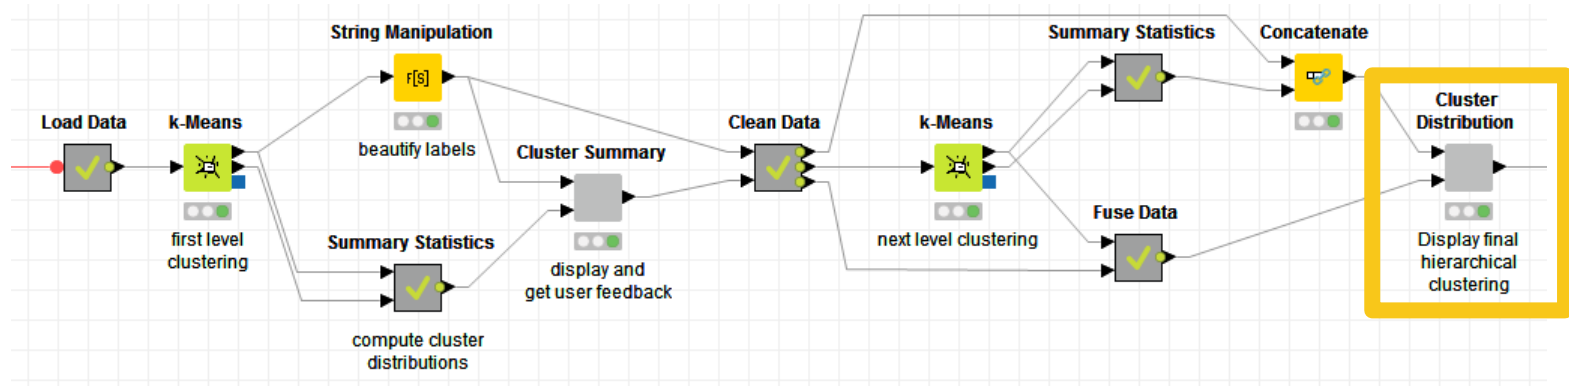 String Manipulation
F[S]
beautify labels
Load Data
k-Means
first level
clustering
Summary Statistics
compute cluster
distributions
Cluster Summary
display and
get user feedback
Clean Data
k-Means
next level clustering
Summary Statistics
Fuse Data
Concatenate
Cluster
Distribution
Display final
hierarchical
clustering